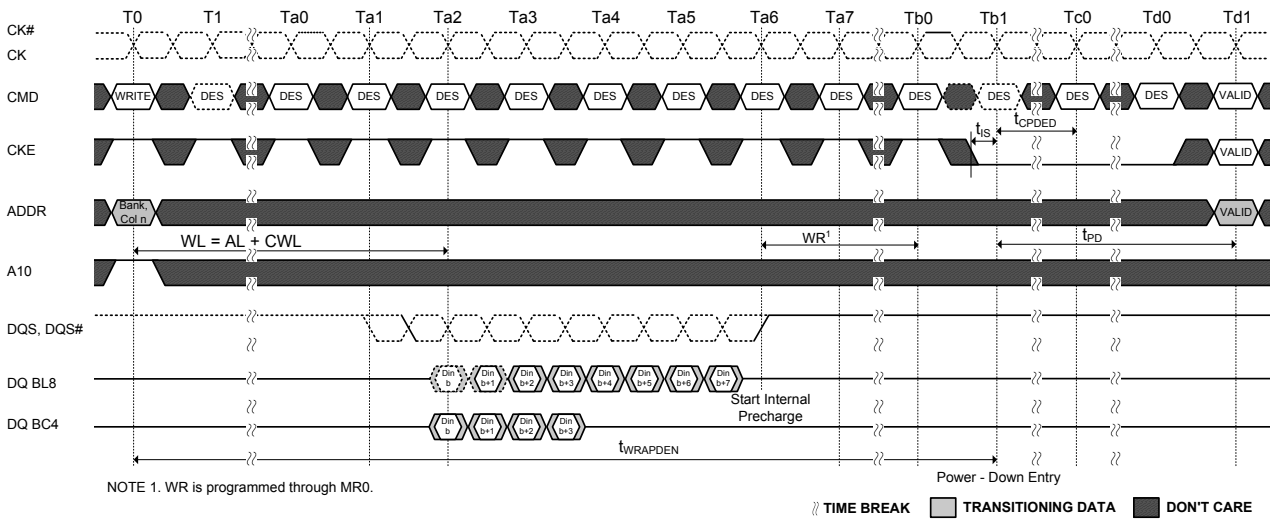 T0 T1 Ta0 Ta1 Ta2 Ta3 Ta4 Ta5 Ta6 Ta7 Tb0 Tb1 Tc0 Td0 Td1
CK#
CK
CMD WRITE DES DES DES DES DES DES DES DES DES DES DES DES DES VALID
tIS tCPDED
CKE VALID
ADDR Bank, Col n VALID
WL = AL + CWL WR1 tPD
A10
DQS, DQS#
DQ BL8 Din b Din b+1 Din b+2 Din b+3 Din b+4 Din b+5 Din b+6 Din b+7
Start Internal
Precharge
DQ BC4 Din b Din b+1 Din b+2 Din b+3
tWRAPDEN
Power - Down Entry
NOTE 1. WR is programmed through MR0.
TIME BREAK TRANSITIONING DATA DON'T CARE